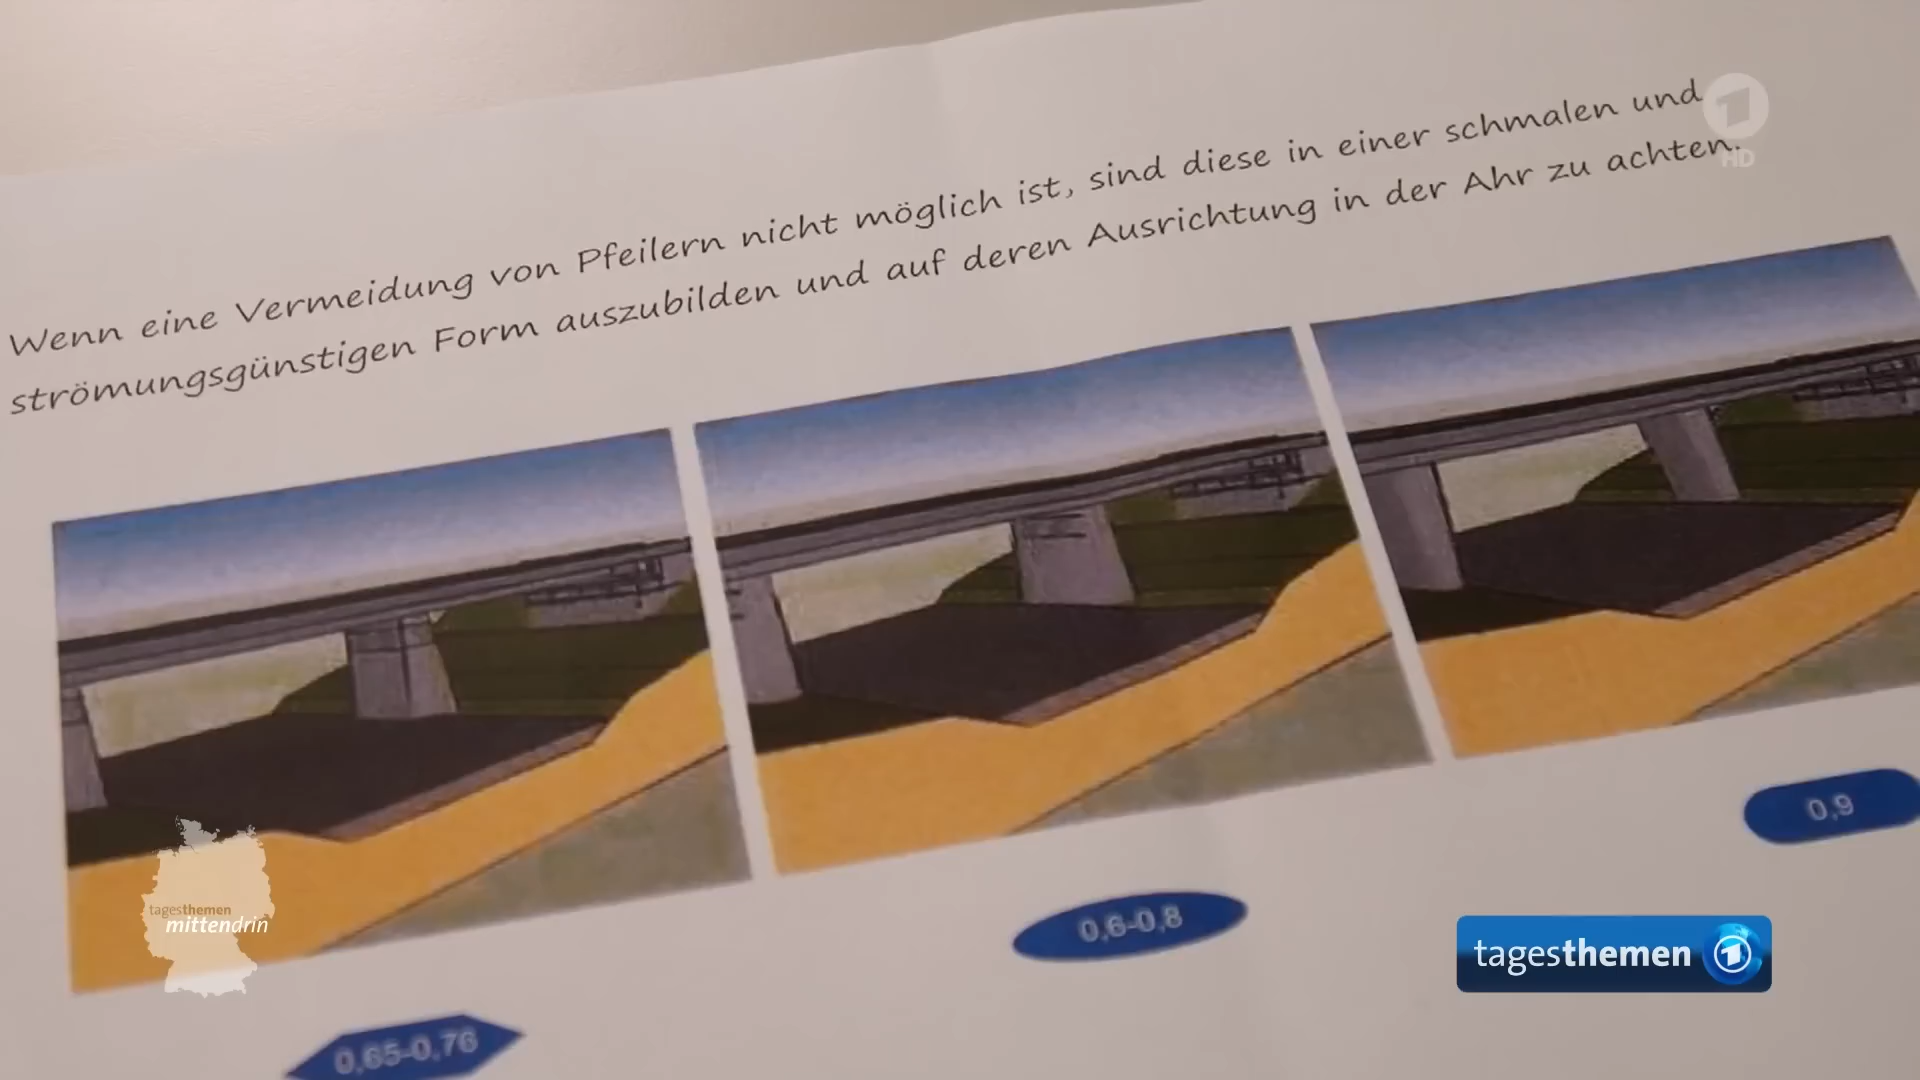 Wenn eine Vermeidung von Pfeilern nicht möglich ist, sind diese in einer schmalen und
strömungsgünstigen Form auszubilden und auf deren Ausrichtung in der Ahr zu achten.
HD
0,9
0,6-0,8
0,65-0,76
tagesthemen
mittendrin
tagesthemen